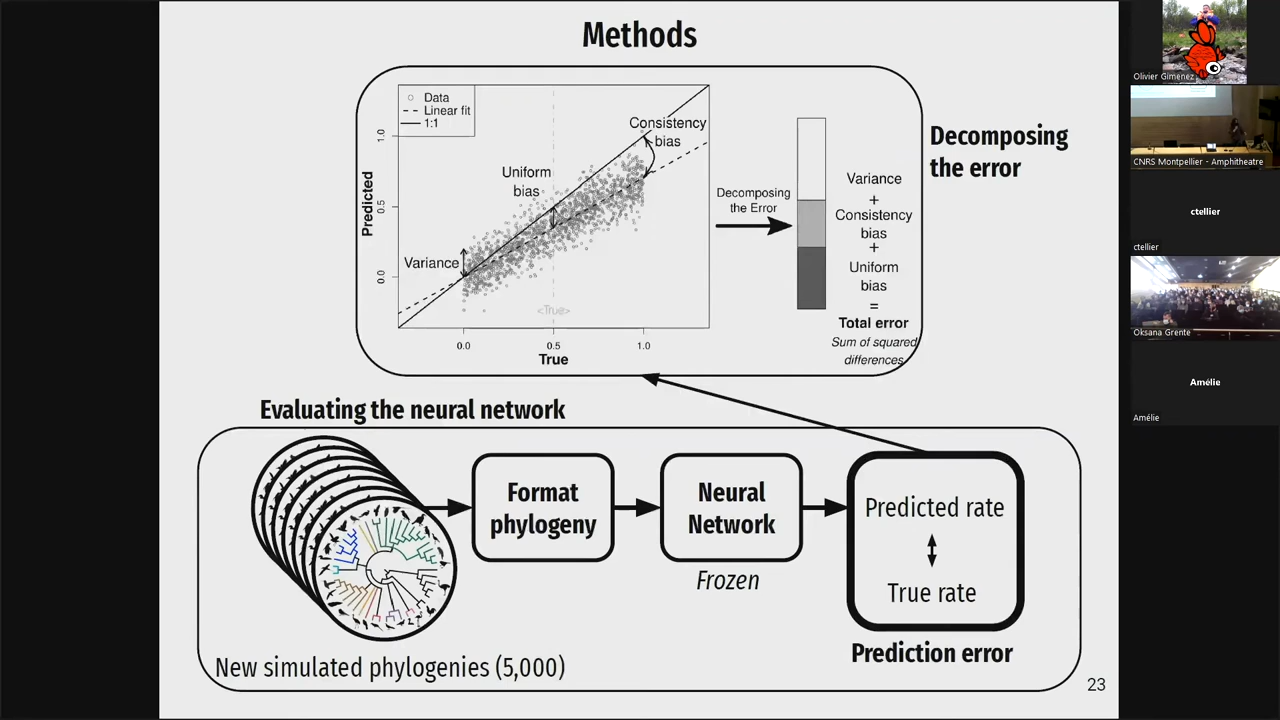 Methods
Data
Linear fit
1:1
Consistency
bias
Uniform
bias
Variance
<True>
Predicted
0.0
0.5
1.0
0.0
0.5
1.0
True
Decomposing
the Error
Variance
+
Consistency
bias
+
Uniform
bias
=
Total error
Sum of squared
differences
Decomposing
the error
Evaluating the neural network
Format
phylogeny
Neural
Network
Frozen
Predicted rate
True rate
Prediction error
New simulated phylogenies (5,000)
23
Olivier Gimenez
CNRS Montpellier - Amphitheatre
ctellier
ctellier
Oksana Grente
Amélie
Amélie